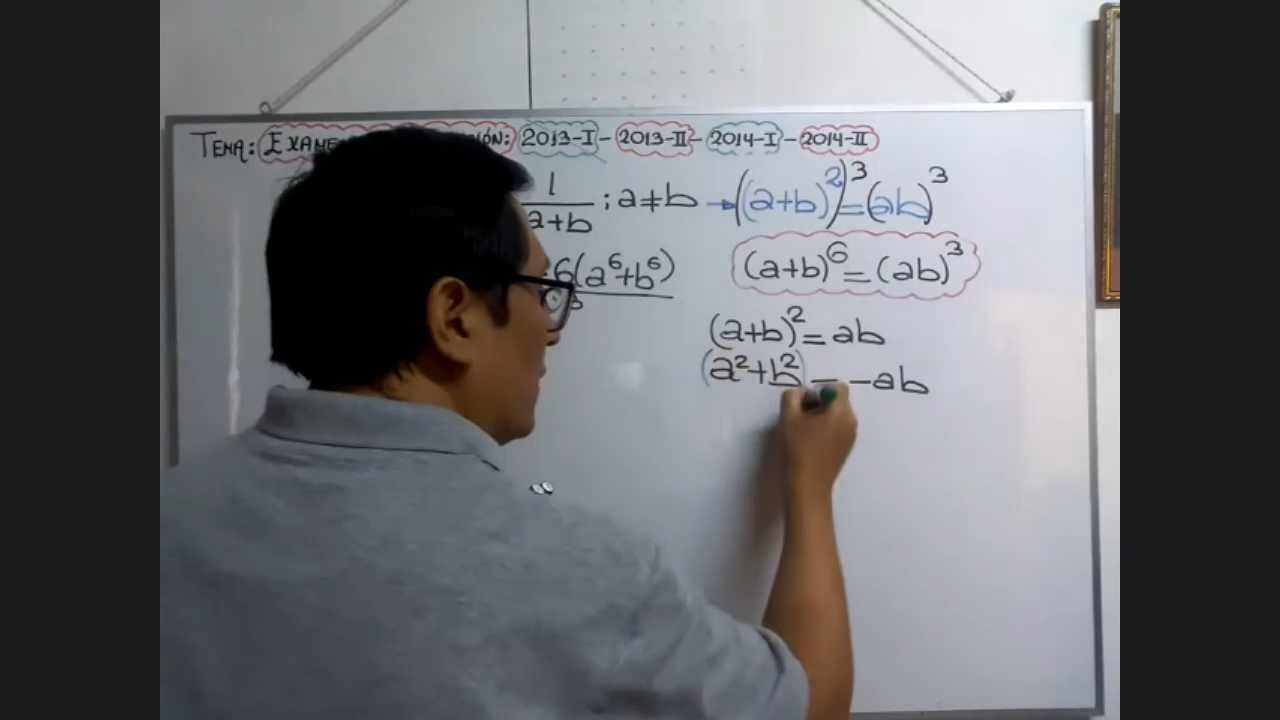 TEMA: EXAME IÓN: 2013-I - 2013-II - 2014-I - 2014-II
1/(a+b) ; a≠b → ((a+b)²)³ = (ab)³
6(a⁶+b⁶) (a+b)⁶ = (ab)³
(a+b)² = ab
(a²+b²) = -ab